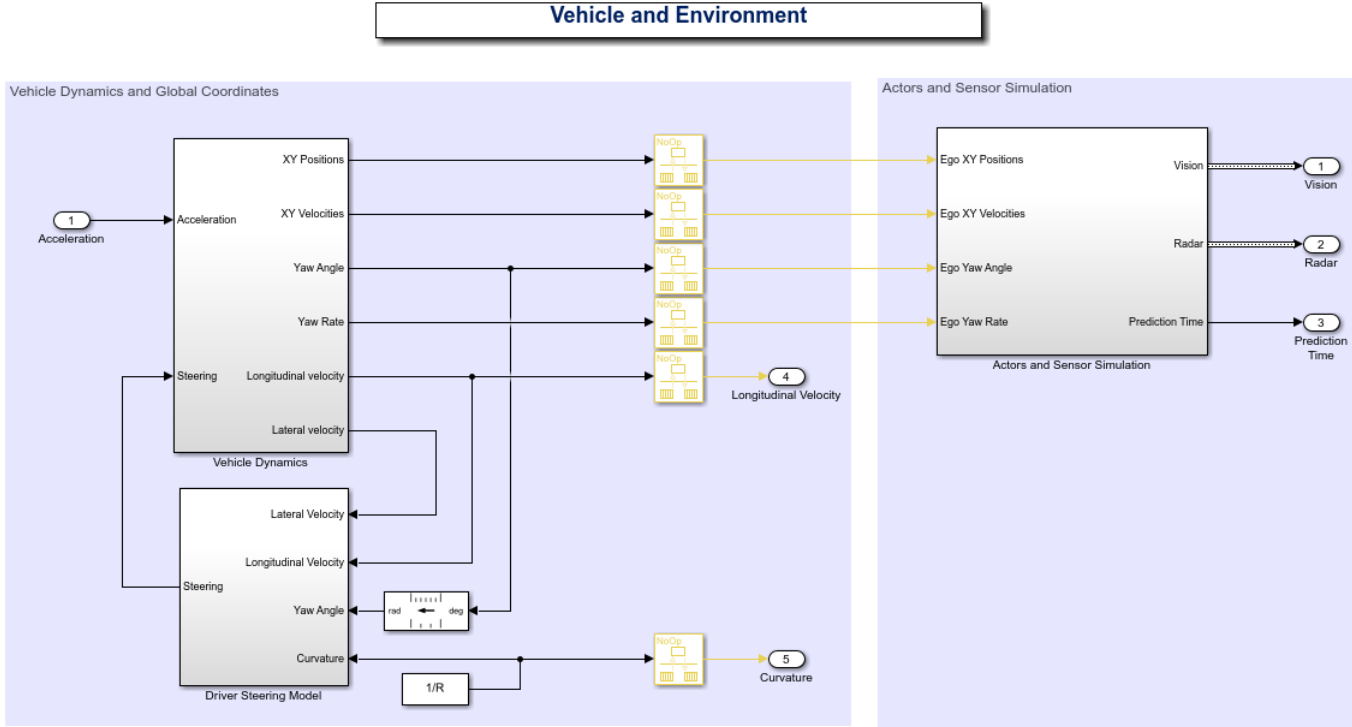 Vehicle and Environment
Vehicle Dynamics and Global Coordinates
1
Acceleration
Acceleration
Steering
XY Positions
XY Velocities
Yaw Angle
Yaw Rate
Longitudinal velocity
Lateral velocity
Vehicle Dynamics
NoOp
NoOp
NoOp
NoOp
NoOp
4
Longitudinal Velocity
Steering
Lateral Velocity
Longitudinal Velocity
Yaw Angle
Curvature
Driver Steering Model
rad
deg
1/R
NoOp
5
Curvature
Actors and Sensor Simulation
Ego XY Positions
Ego XY Velocities
Ego Yaw Angle
Ego Yaw Rate
Vision
Radar
Prediction Time
Actors and Sensor Simulation
1
Vision
2
Radar
3
Prediction
Time